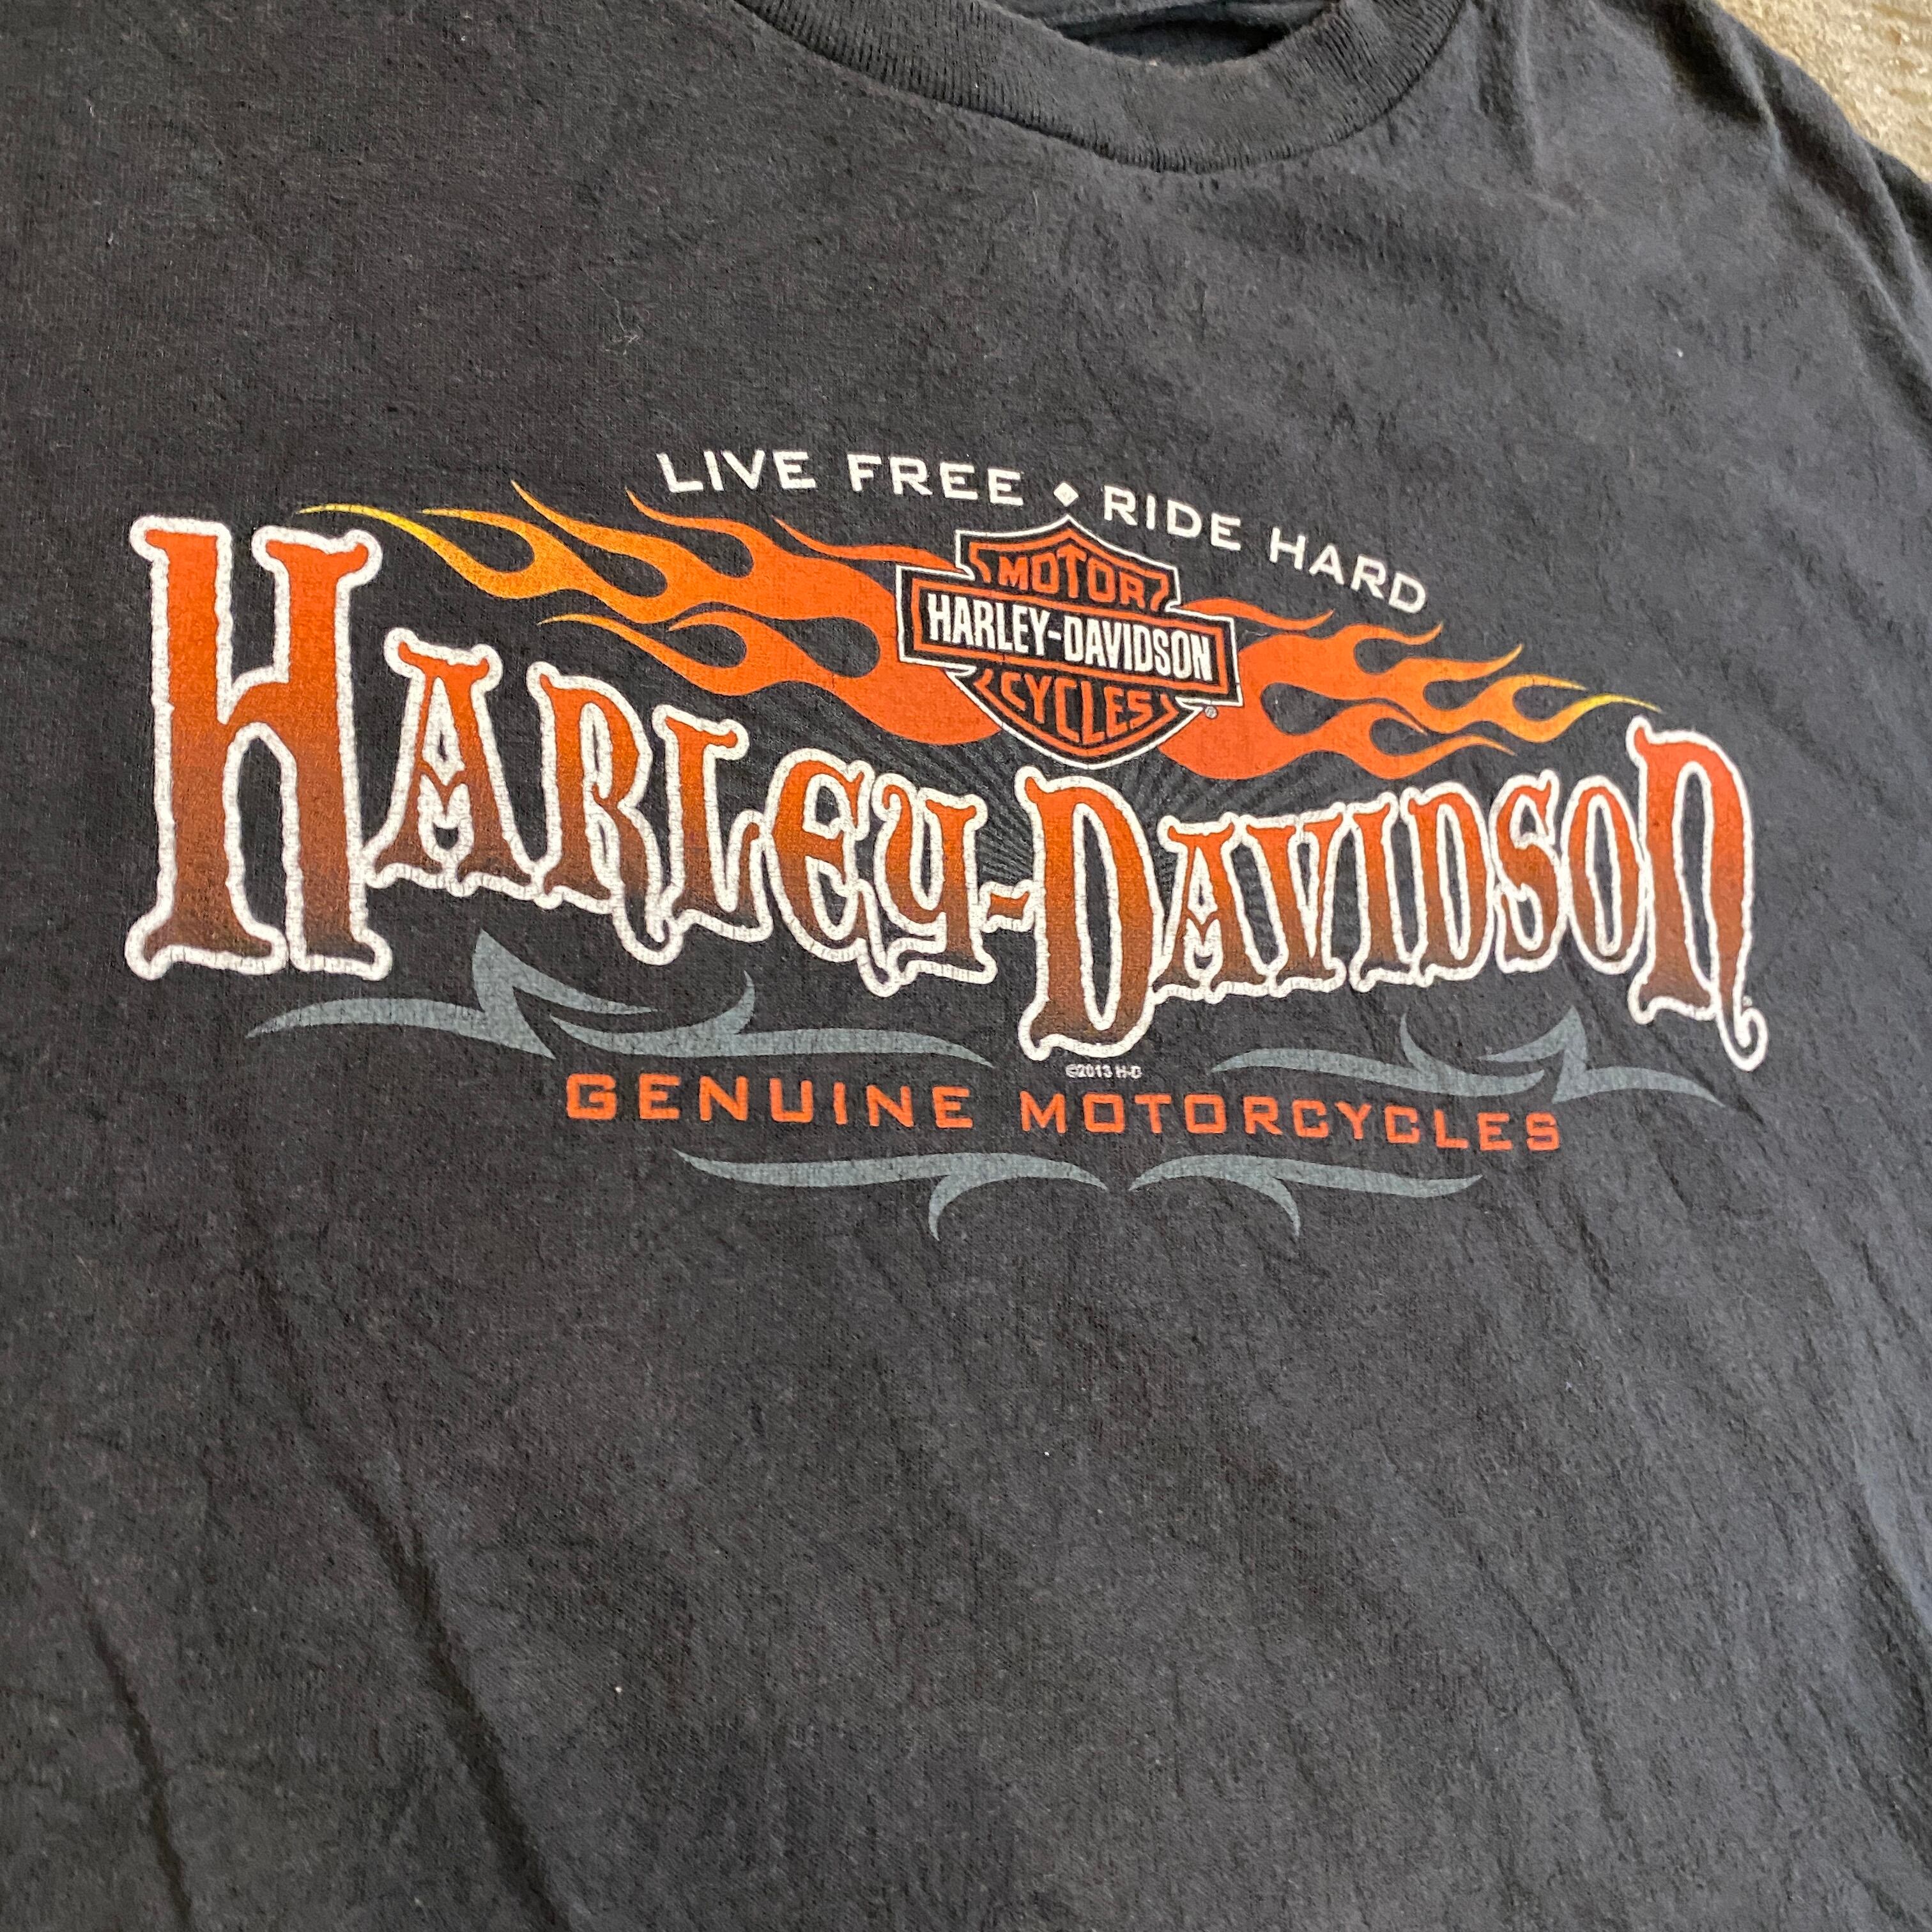 LIVE FREE ◆ RIDE HARD
MOTOR
HARLEY-DAVIDSON
CYCLES
®
HARLEY-DAVIDSON
©2013 H-D
GENUINE MOTORCYCLES